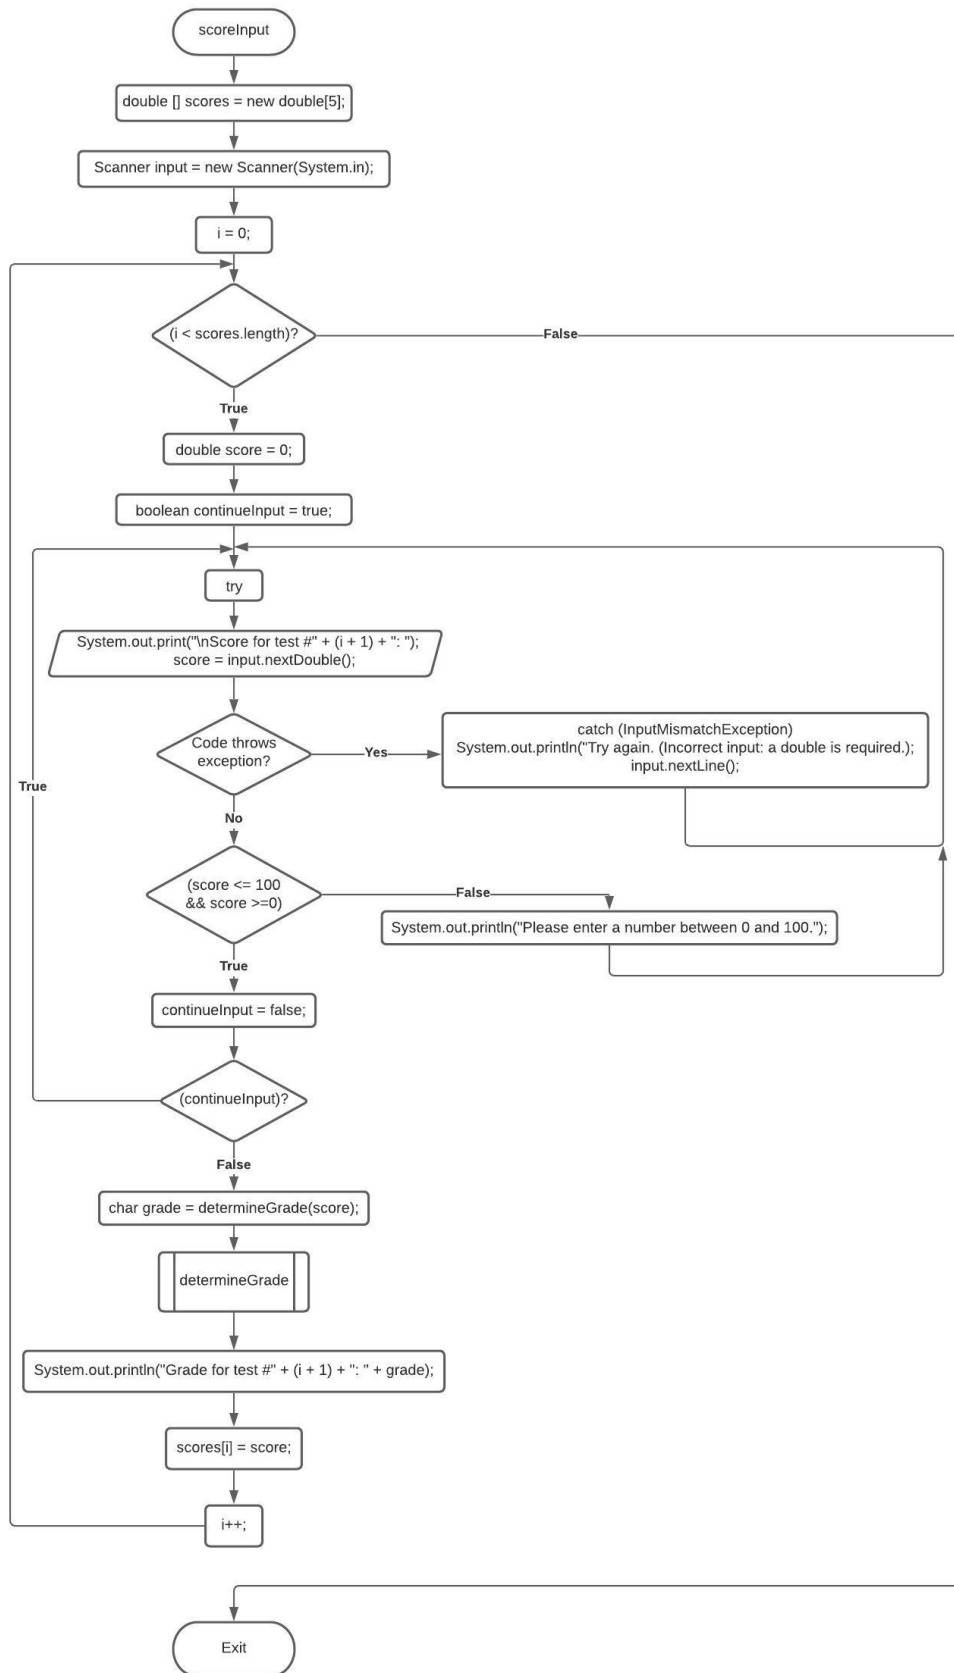 scoreInput
double [] scores = new double[5];
Scanner input = new Scanner(System.in);
i = 0;
(i < scores.length)?
False
True
double score = 0;
boolean continueInput = true;
try
System.out.print("\nScore for test #" + (i + 1) + ": ");
score = input.nextDouble();
Code throws
exception?
Yes
catch (InputMismatchException)
System.out.println("Try again. (Incorrect input: a double is required.);
input.nextLine();
True
No
(score <= 100
&& score >=0)
False
System.out.println("Please enter a number between 0 and 100.");
True
continueInput = false;
(continueInput)?
False
char grade = determineGrade(score);
determineGrade
System.out.println("Grade for test #" + (i + 1) + ": " + grade);
scores[i] = score;
i++;
Exit